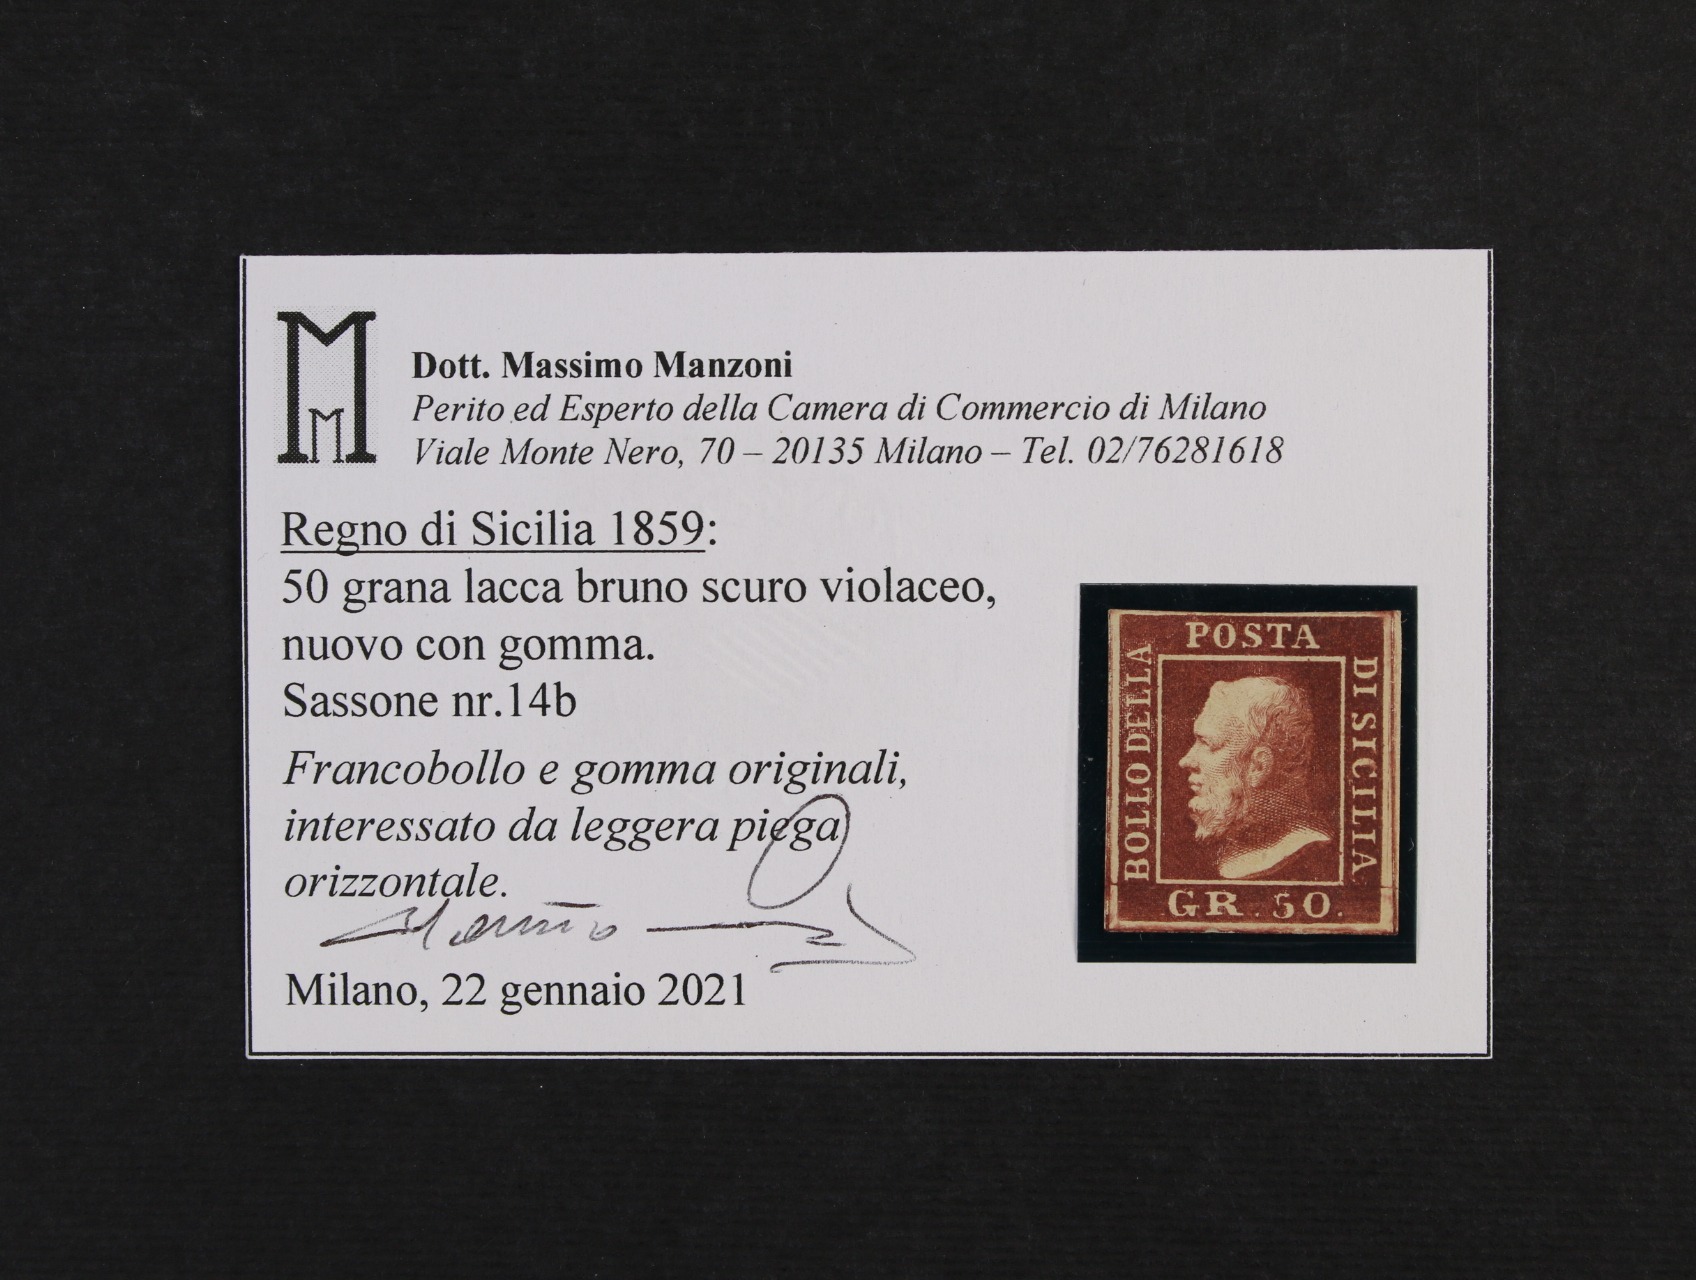 M
M
Dott. Massimo Manzoni
Perito ed Esperto della Camera di Commercio di Milano
Viale Monte Nero, 70 – 20135 Milano – Tel. 02/76281618
Regno di Sicilia 1859:
50 grana lacca bruno scuro violaceo,
nuovo con gomma.
Sassone nr.14b
Francobollo e gomma originali,
interessato da leggera piega
orizzontale.
Milano, 22 gennaio 2021
POSTA
BOLLO DELLA
DI SICILIA
GR. 50.